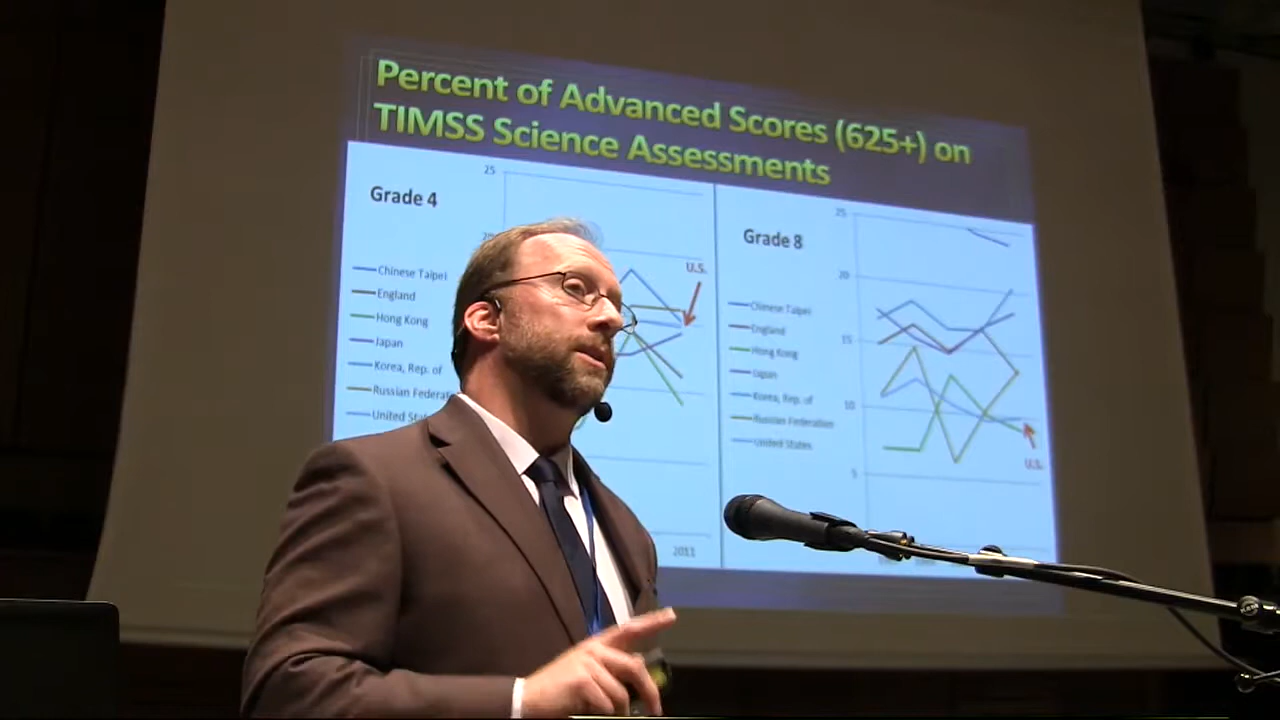 Percent of Advanced Scores (625+) on
TIMSS Science Assessments
Grade 4
25
Chinese Taipei
England
Hong Kong
Japan
Korea, Rep. of
Russian
United
U.S.
Grade 8
25
20
15
10
5
Chinese Taipei
England
Hong Kong
Japan
Korea, Rep. of
Russian Federation
United States
U.S.